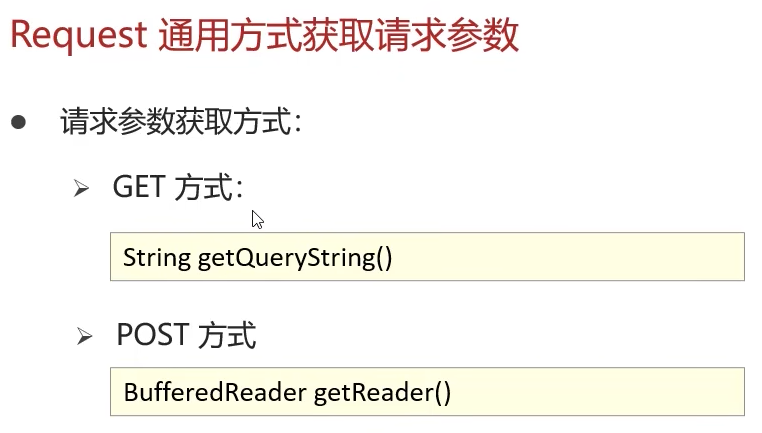 Request 通用方式获取请求参数
请求参数获取方式：
GET 方式：
String getQueryString()
POST 方式
BufferedReader getReader()